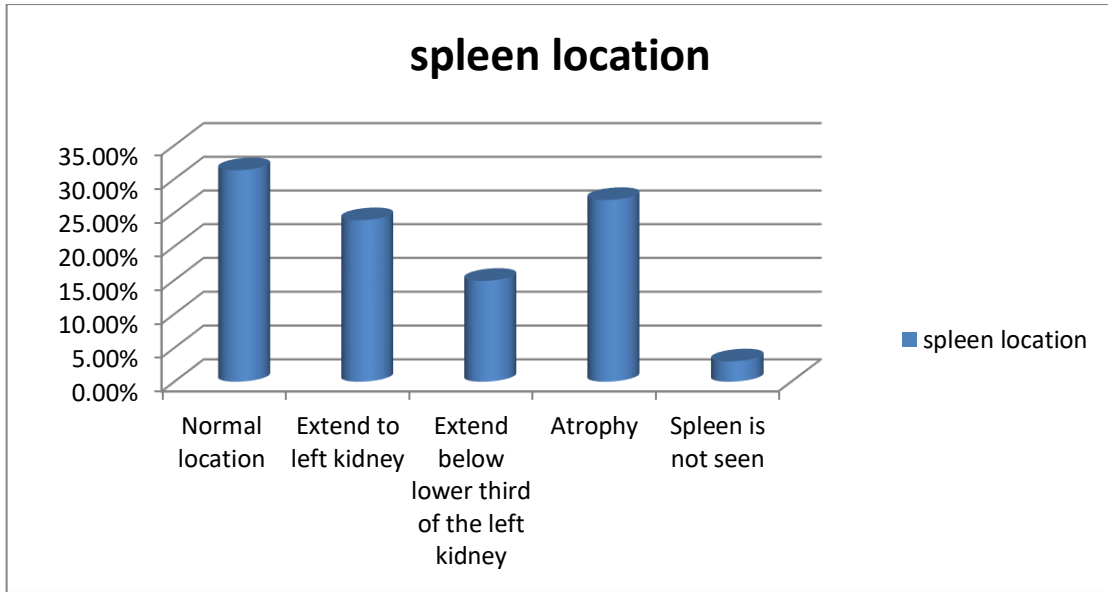 spleen location
35.00%
30.00%
25.00%
20.00%
15.00%
10.00%
5.00%
0.00%
Normal
location
Extend to
left kidney
Extend
below
lower third
of the left
kidney
Atrophy
Spleen is
not seen
spleen location